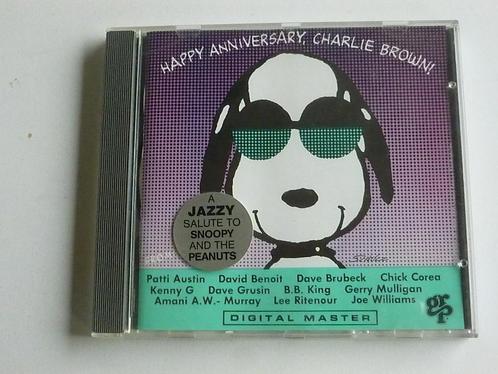 HAPPY ANNIVERSARY, CHARLIE BROWN!
A
JAZZY
SALUTE TO
SNOOPY
AND THE
PEANUTS
Patti Austin David Benoit Dave Brubeck Chick Corea
Kenny G Dave Grusin B.B. King Gerry Mulligan
Amani A.W.- Murray Lee Ritenour Joe Williams
grp
DIGITAL MASTER